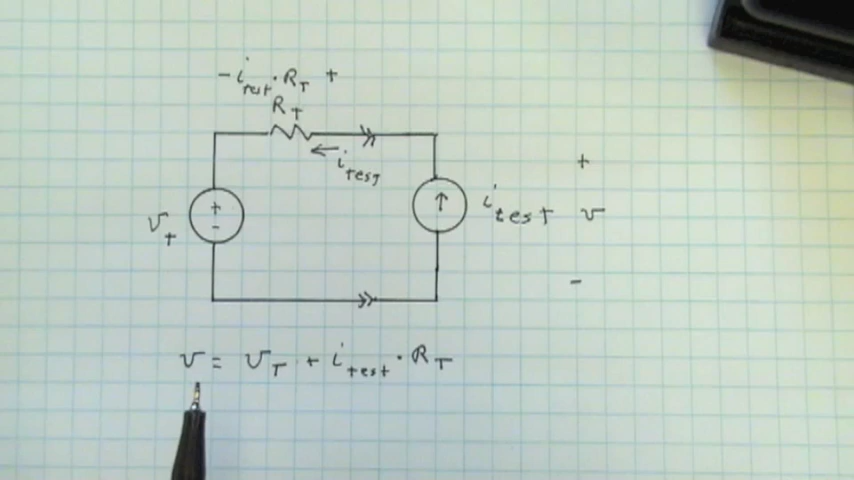 - i_test · R_T +
R_T
← i_test
+
+
-
v_T
↑
i_test
v
-
v = v_T + i_test · R_T